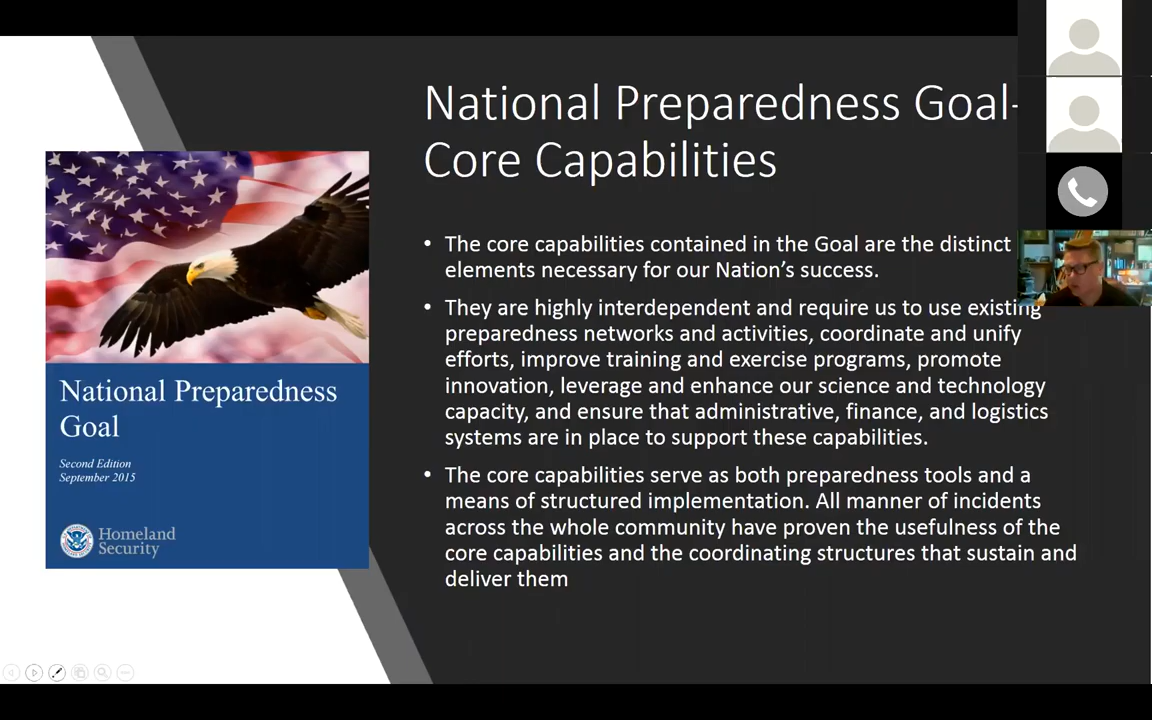 National Preparedness Goal-
Core Capabilities
• The core capabilities contained in the Goal are the distinct
elements necessary for our Nation’s success.
• They are highly interdependent and require us to use existing
preparedness networks and activities, coordinate and unify
efforts, improve training and exercise programs, promote
innovation, leverage and enhance our science and technology
capacity, and ensure that administrative, finance, and logistics
systems are in place to support these capabilities.
• The core capabilities serve as both preparedness tools and a
means of structured implementation. All manner of incidents
across the whole community have proven the usefulness of the
core capabilities and the coordinating structures that sustain and
deliver them
National Preparedness
Goal
Second Edition
September 2015
Homeland
Security